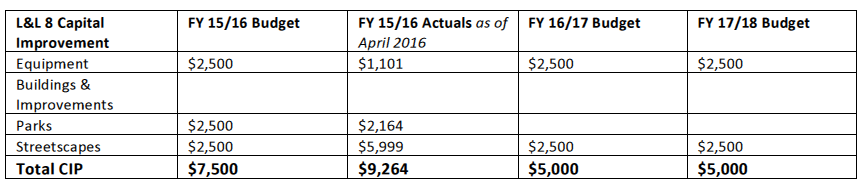 L&L 8 Capital Improvement | FY 15/16 Budget | FY 15/16 Actuals as of April 2016 | FY 16/17 Budget | FY 17/18 Budget
Equipment | $2,500 | $1,101 | $2,500 | $2,500
Buildings & Improvements
Parks | $2,500 | $2,164
Streetscapes | $2,500 | $5,999 | $2,500 | $2,500
Total CIP | $7,500 | $9,264 | $5,000 | $5,000